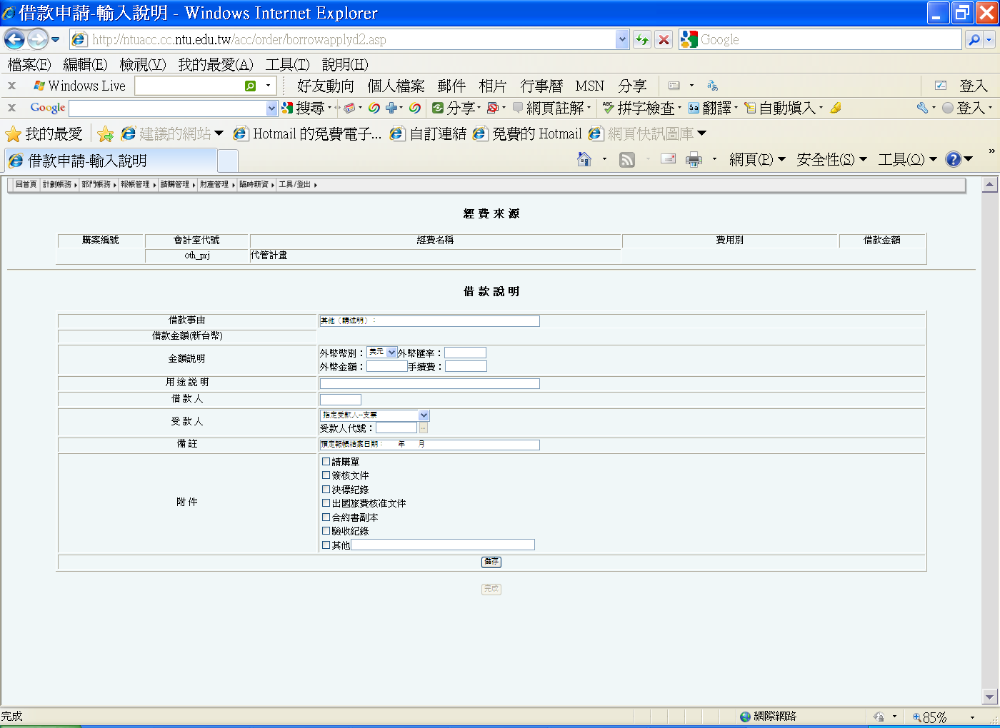 借款申請-輸入說明 - Windows Internet Explorer
http://ntuacc.cc.ntu.edu.tw/acc/order/borrowapplyd2.asp Google
檔案(F) 編輯(E) 檢視(V) 我的最愛(A) 工具(T) 說明(H)
x Windows Live 好友動向 個人檔案 郵件 相片 行事曆 MSN 分享 登入
x Google 搜尋 分享 網頁註解 拼字檢查 翻譯 自動填入 登入
我的最愛 建議的網站 Hotmail 的免費電子... 自訂連結 免費的 Hotmail 網頁快訊圖庫
借款申請-輸入說明 網頁(P) 安全性(S) 工具(O) »
回首頁 計劃帳務 部門帳務 報帳管理 請購管理 財產管理 臨時薪資 工具/登出
經 費 來 源
購案編號 會計室代號 經費名稱 費用別 借款金額
oth_prj 代管計畫
借 款 說 明
借款事由 其他（請述明）：
借款金額(新台幣)
金額說明 外幣幣別： 美元 外幣匯率：
外幣金額： 手續費：
用 途 說 明
借 款 人
受 款 人 指定受款人--支票
受款人代號： ...
備 註 預定報帳結案日期： 年 月
附 件 請購單
簽核文件
決標紀錄
出國旅費核准文件
合約書副本
驗收紀錄
其他
儲存
完成
完成 網際網路 85%